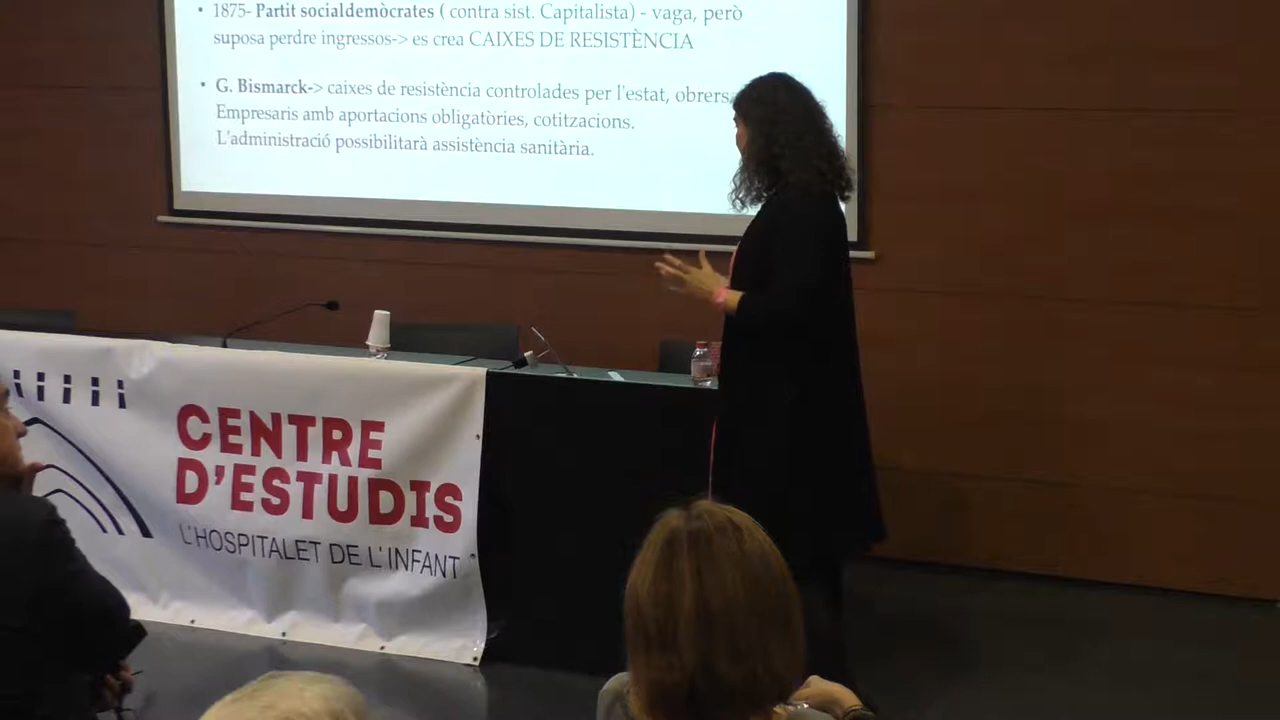 • 1875- Partit socialdemòcrates ( contra sist. Capitalista) - vaga, però
suposa perdre ingressos-> es crea CAIXES DE RESISTÈNCIA
• G. Bismarck-> caixes de resistència controlades per l'estat, obrers
Empresaris amb aportacions obligatòries, cotitzacions.
L'administració possibilitarà assistència sanitària.
CENTRE
D'ESTUDIS
L'HOSPITALET DE L'INFANT